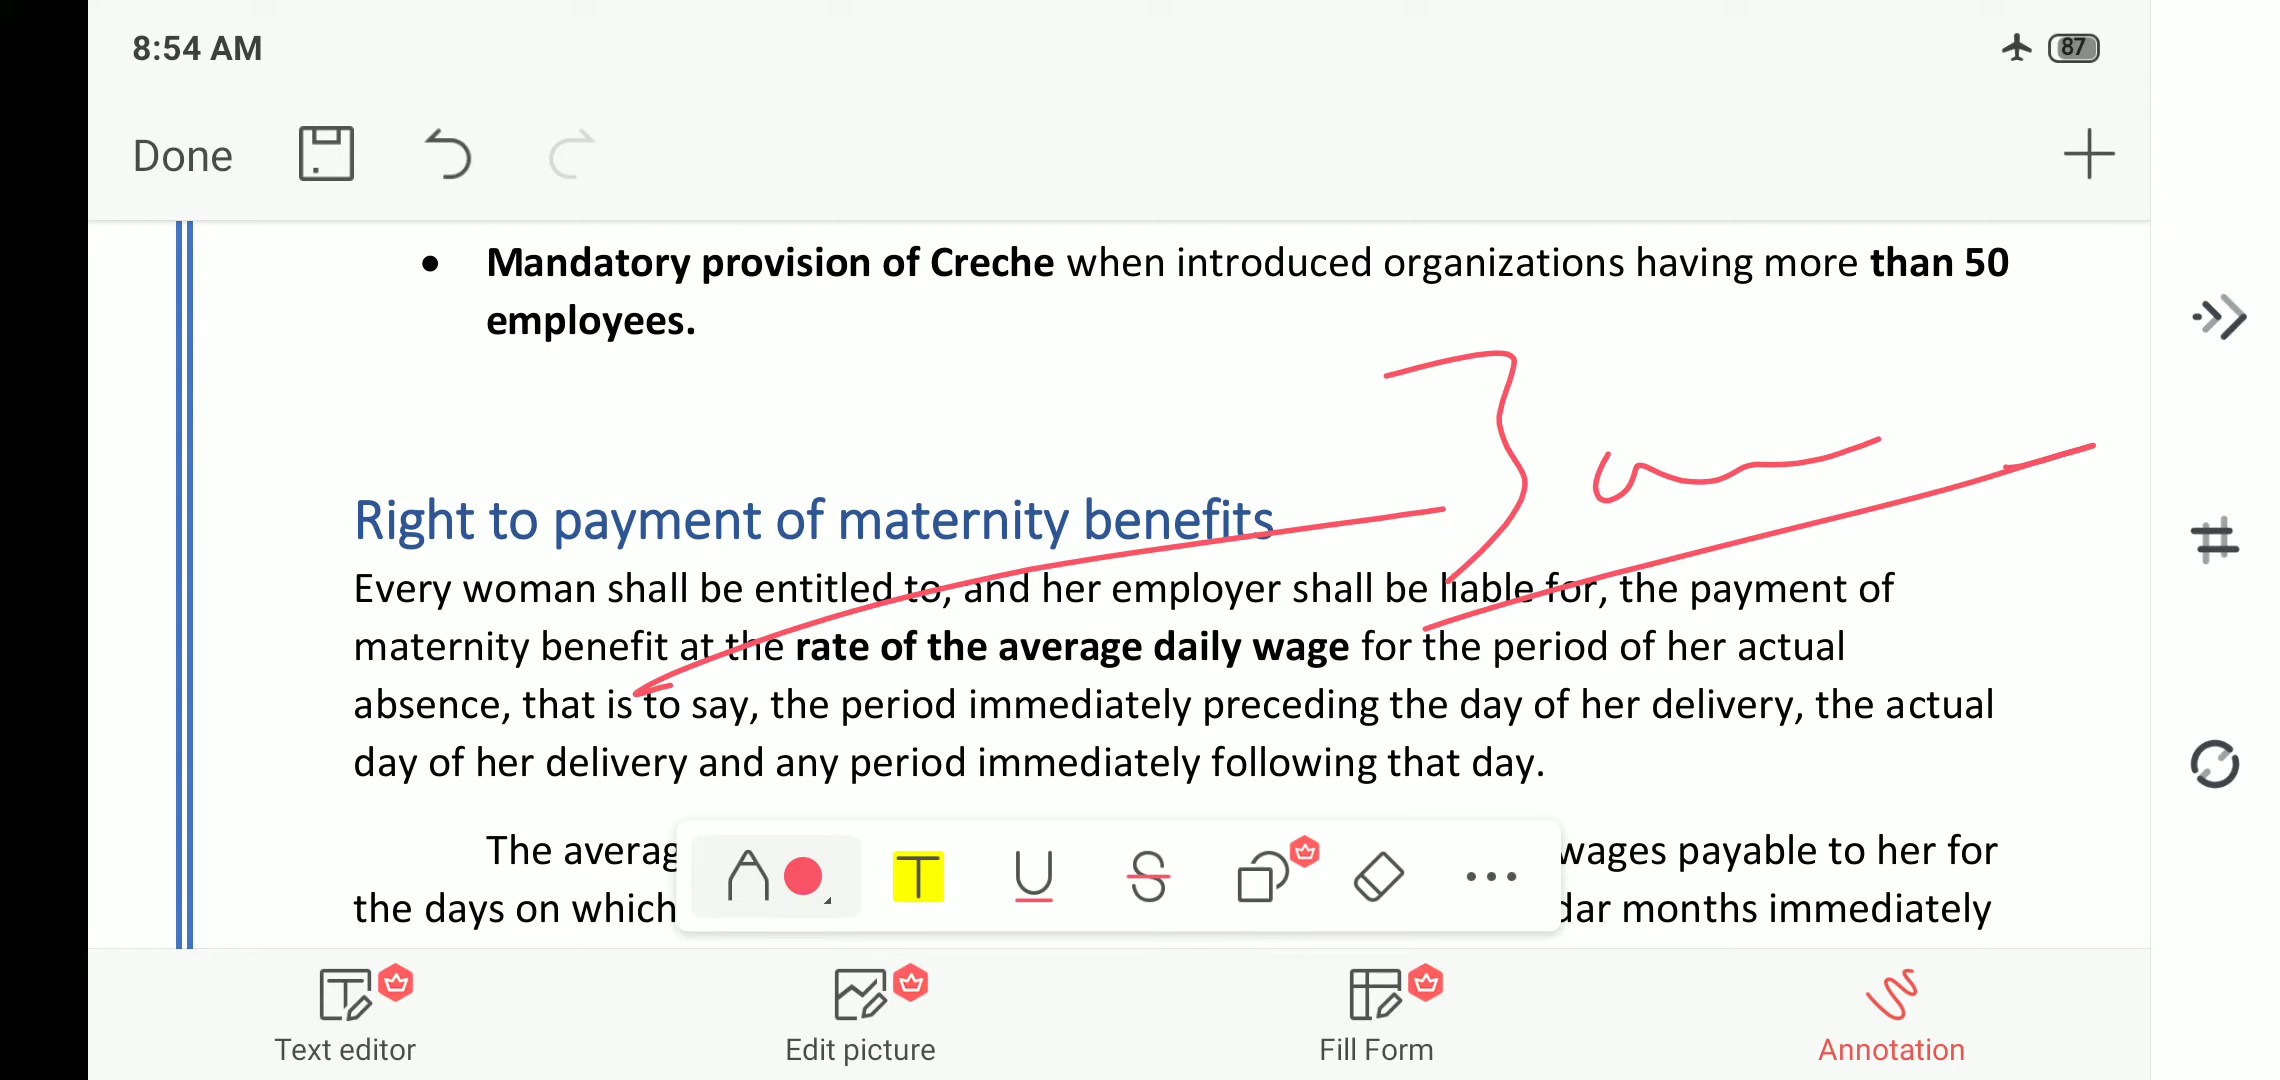 8:54 AM
87
Done
• Mandatory provision of Creche when introduced organizations having more than 50
employees.
Right to payment of maternity benefits
Every woman shall be entitled to, and her employer shall be liable for, the payment of
maternity benefit at the rate of the average daily wage for the period of her actual
absence, that is to say, the period immediately preceding the day of her delivery, the actual
day of her delivery and any period immediately following that day.
The averag wages payable to her for
the days on which dar months immediately
Text editor
Edit picture
Fill Form
Annotation